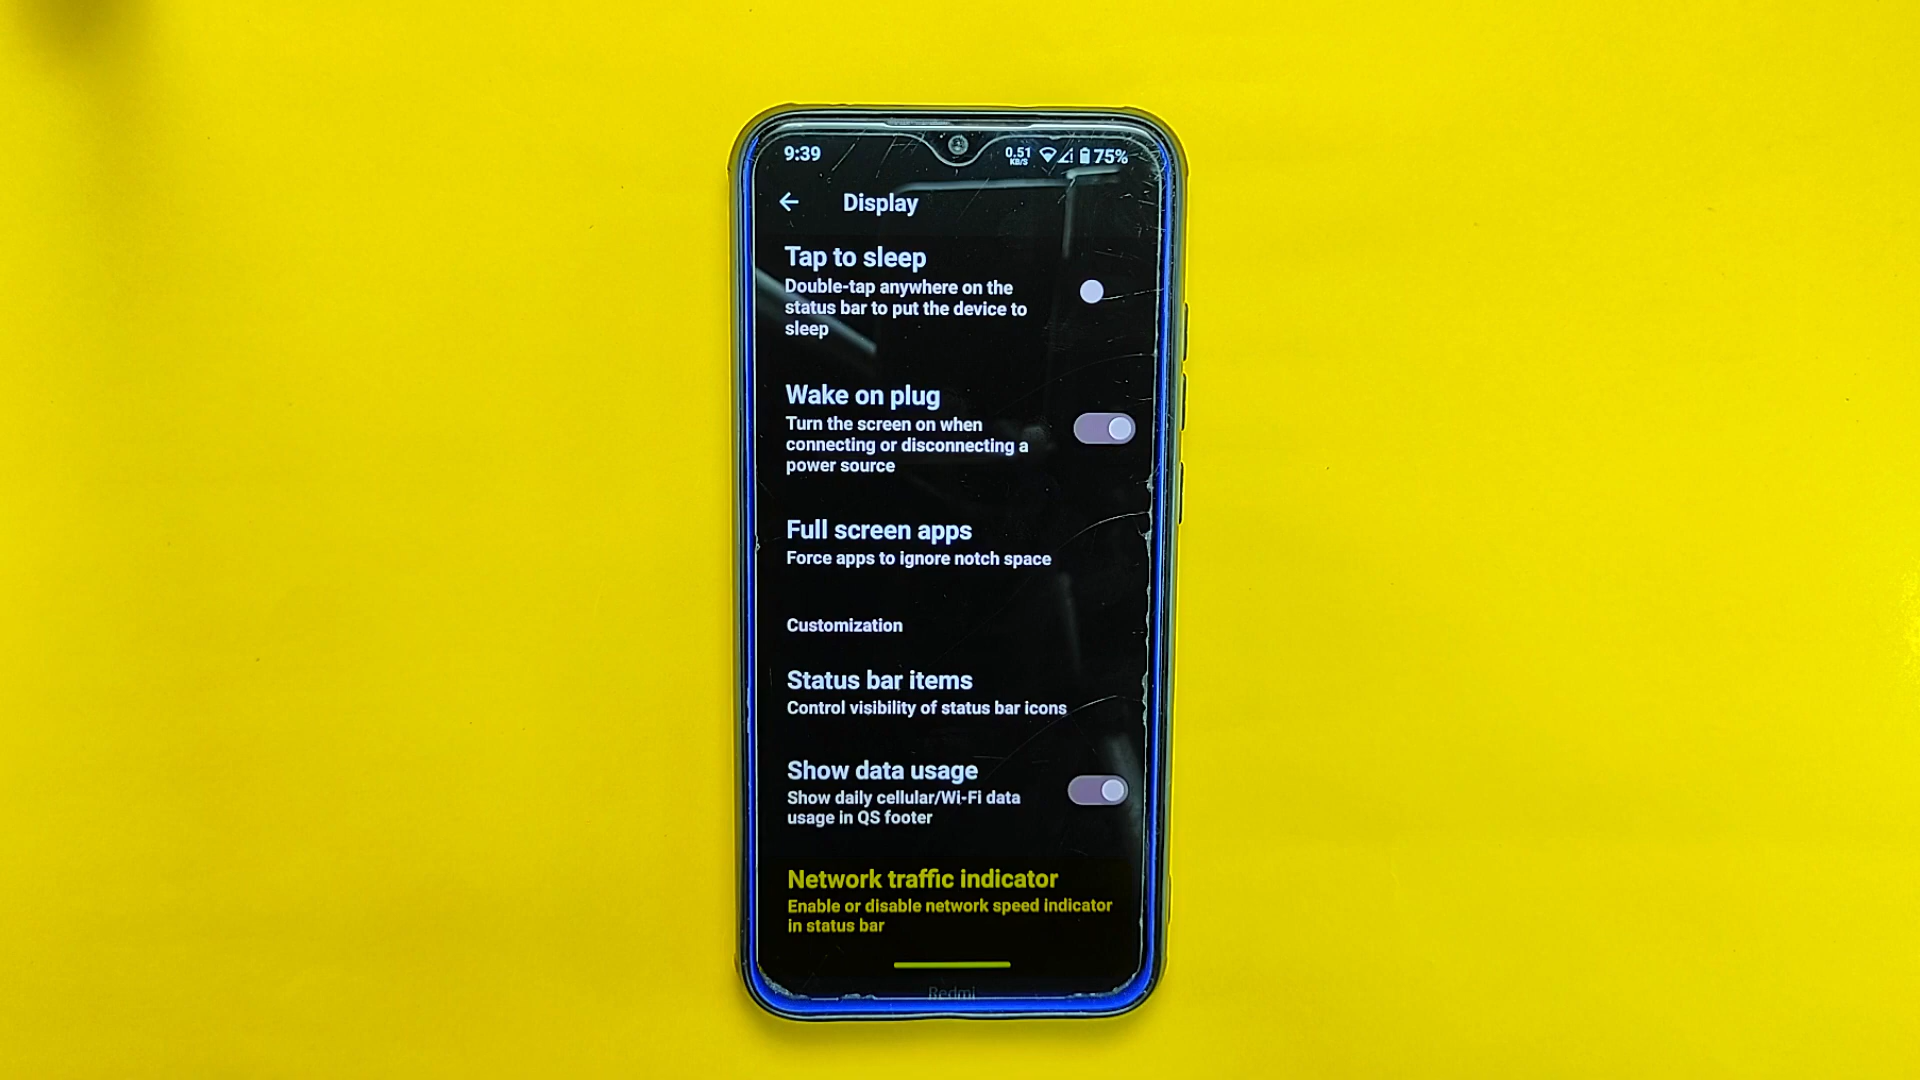 9:39
0.51
KB/S
75%
Display
Tap to sleep
Double-tap anywhere on the
status bar to put the device to
sleep
Wake on plug
Turn the screen on when
connecting or disconnecting a
power source
Full screen apps
Force apps to ignore notch space
Customization
Status bar items
Control visibility of status bar icons
Show data usage
Show daily cellular/Wi-Fi data
usage in QS footer
Network traffic indicator
Enable or disable network speed indicator
in status bar
Redmi